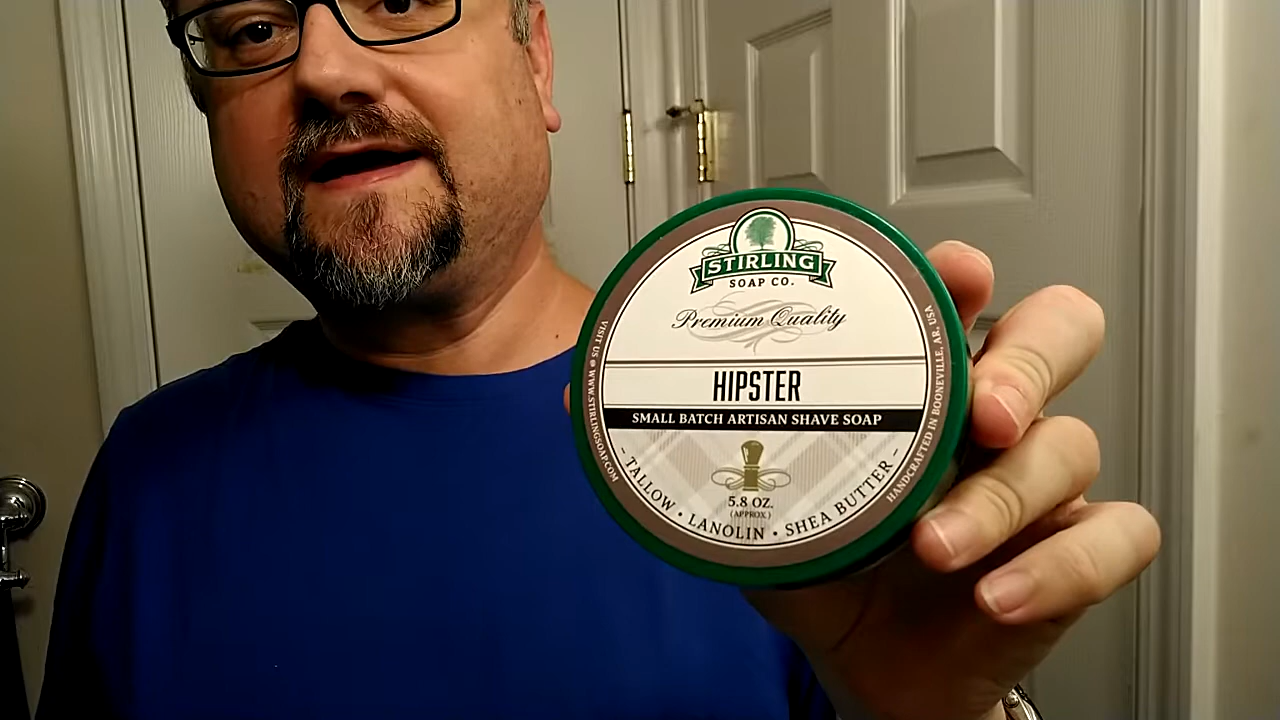 STIRLING
SOAP CO.
Premium Quality
HIPSTER
SMALL BATCH ARTISAN SHAVE SOAP
5.8 OZ.
(APPROX.)
- TALLOW • LANOLIN • SHEA BUTTER -
VISIT US @ WWW.STIRLINGSOAP.COM
HANDCRAFTED IN BOONEVILLE, AR, USA